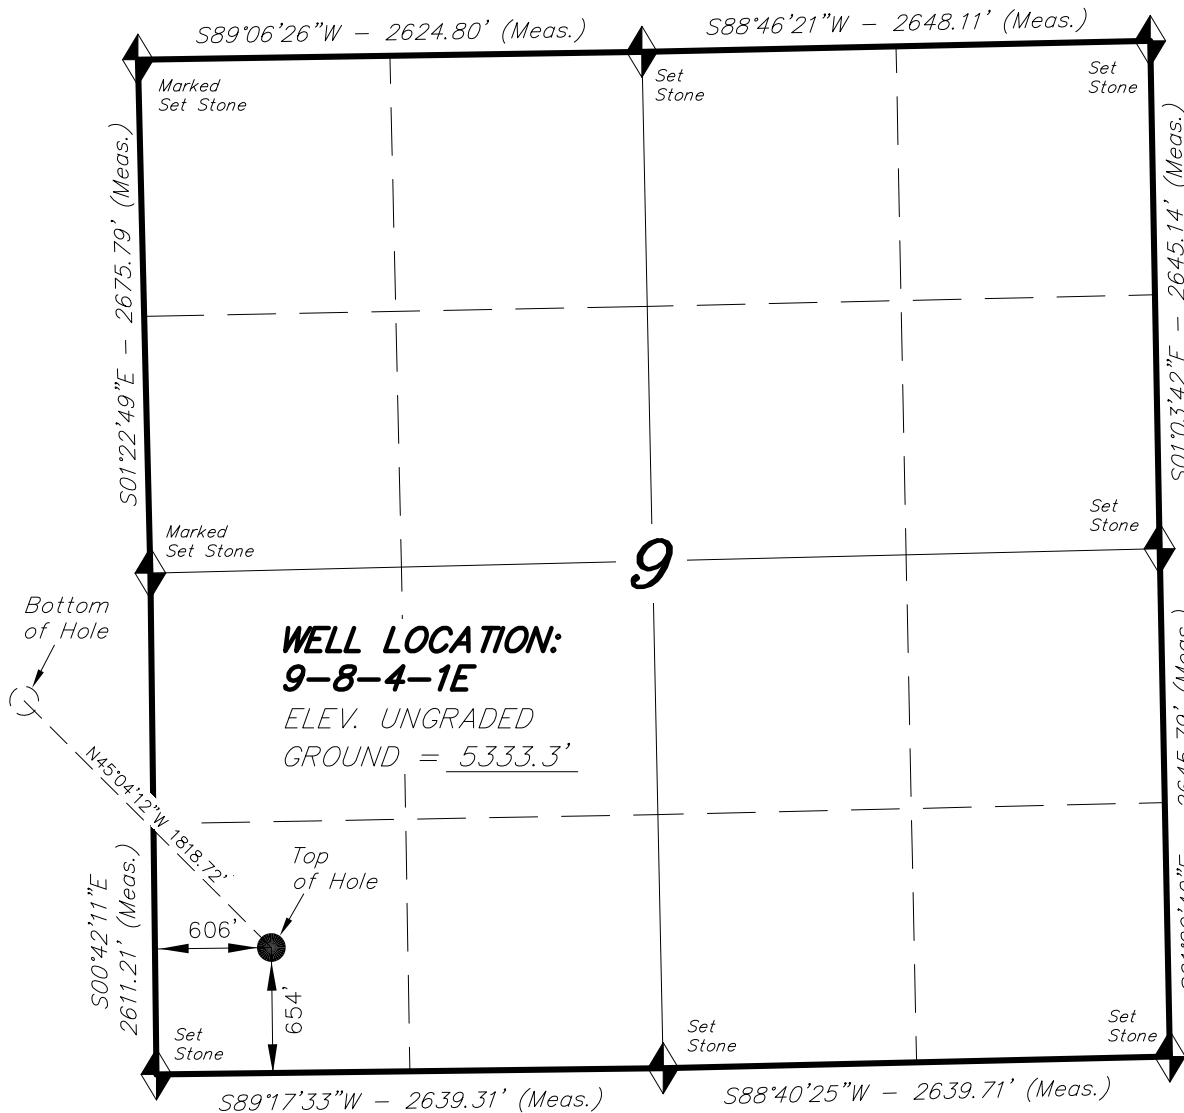 S89°06'26"W - 2624.80' (Meas.)
S88°46'21"W - 2648.11' (Meas.)
Marked
Set Stone
Set
Stone
Set
Stone
S01°22'49"E - 2675.79' (Meas.)
S01°03'42"E - 2645.14' (Meas.)
Marked
Set Stone
Set
Stone
9
Bottom
of Hole
WELL LOCATION:
9-8-4-1E
ELEV. UNGRADED
GROUND = 5333.3'
N45°04'12"W 1818.72'
Top
of Hole
606'
654'
S00°42'11"E
2611.21' (Meas.)
2645.79' (Meas.)
Set
Stone
Set
Stone
Set
Stone
S89°17'33"W - 2639.31' (Meas.)
S88°40'25"W - 2639.71' (Meas.)